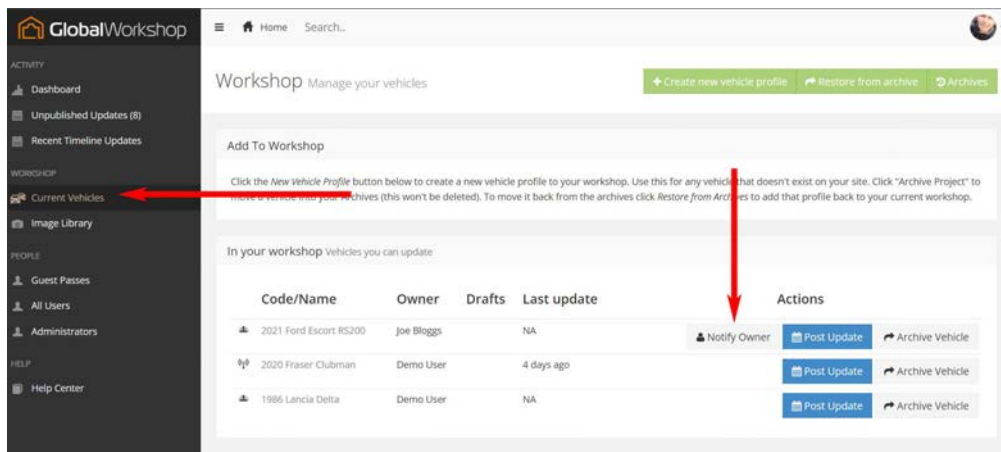 GlobalWorkshop
Home Search..
ACTIVITY
Dashboard
Unpublished Updates (8)
Recent Timeline Updates
WORKSHOP
Current Vehicles
Image Library
PEOPLE
Guest Passes
All Users
Administrators
HELP
Help Center
Workshop Manage your vehicles
+ Create new vehicle profile Restore from archive Archives
Add To Workshop
Click the New Vehicle Profile button below to create a new vehicle profile to your workshop. Use this for any vehicle that doesn't exist on your site. Click "Archive Project" to
move a vehicle into your Archives (this won't be deleted). To move it back from the archives click Restore from Archives to add that profile back to your current workshop.
In your workshop Vehicles you can update
Code/Name Owner Drafts Last update Actions
2021 Ford Escort RS200 Joe Bloggs NA Notify Owner Post Update Archive Vehicle
2020 Fraser Clubman Demo User 4 days ago Post Update Archive Vehicle
1986 Lancia Delta Demo User NA Post Update Archive Vehicle